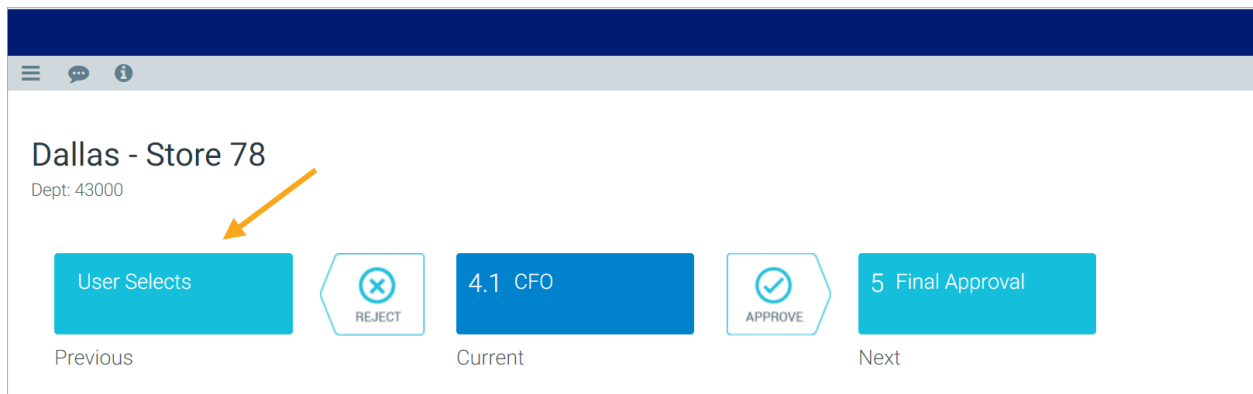 Dallas - Store 78
Dept: 43000
User Selects
REJECT
4.1 CFO
APPROVE
5 Final Approval
Previous
Current
Next